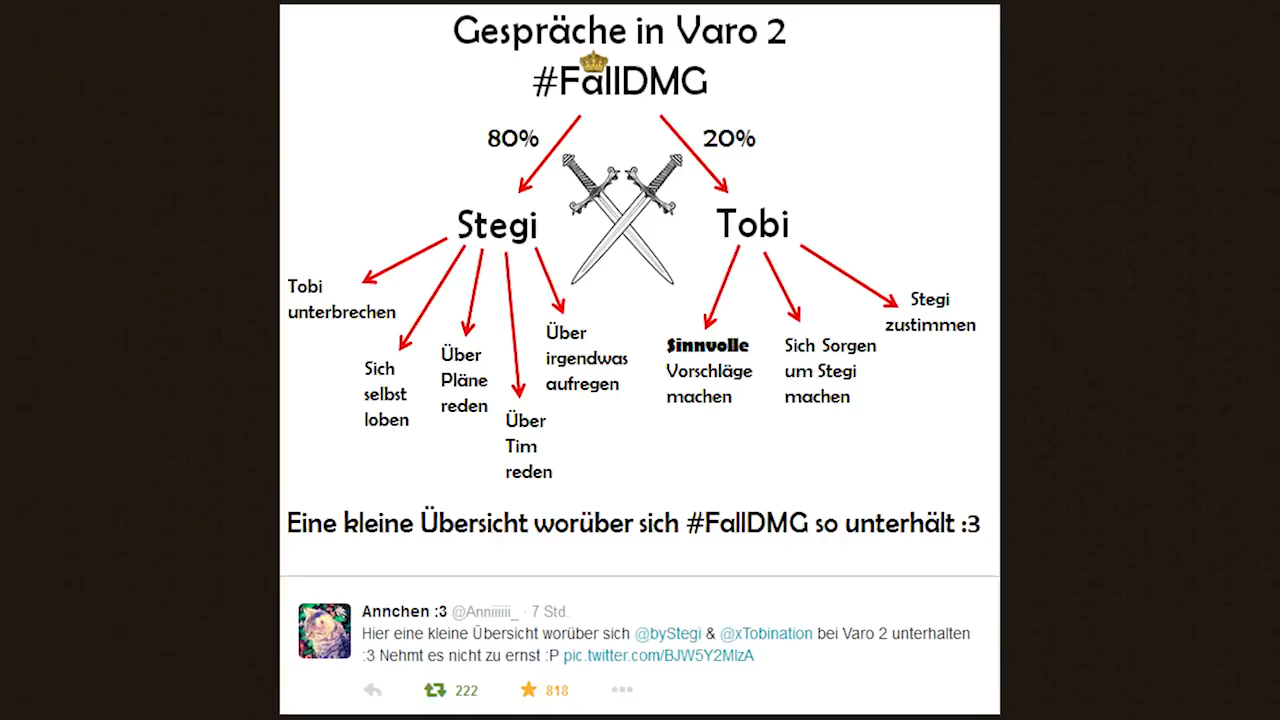 Gespräche in Varo 2
#FallDMG
80%
20%
Stegi
Tobi
Tobi
unterbrechen
Sich
selbst
loben
Über
Pläne
reden
Über
Tim
reden
Über
irgendwas
aufregen
Sinnvolle
Vorschläge
machen
Sich Sorgen
um Stegi
machen
Stegi
zustimmen
Eine kleine Übersicht worüber sich #FallDMG so unterhält :3
Annchen :3 @Anniiiiii_ · 7 Std.
Hier eine kleine Übersicht worüber sich @byStegi & @xTobination bei Varo 2 unterhalten
:3 Nehmt es nicht zu ernst :P pic.twitter.com/BJW5Y2MlzA
222 818